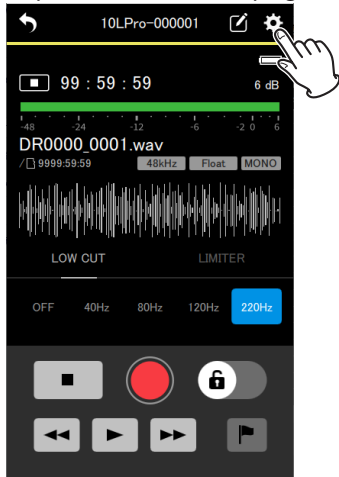 10LPro-000001
99 : 59 : 59 6 dB
-48 -24 -12 -6 -2 0 6
DR0000_0001.wav
/ 9999:59:59 48kHz Float MONO
LOW CUT LIMITER
OFF 40Hz 80Hz 120Hz 220Hz